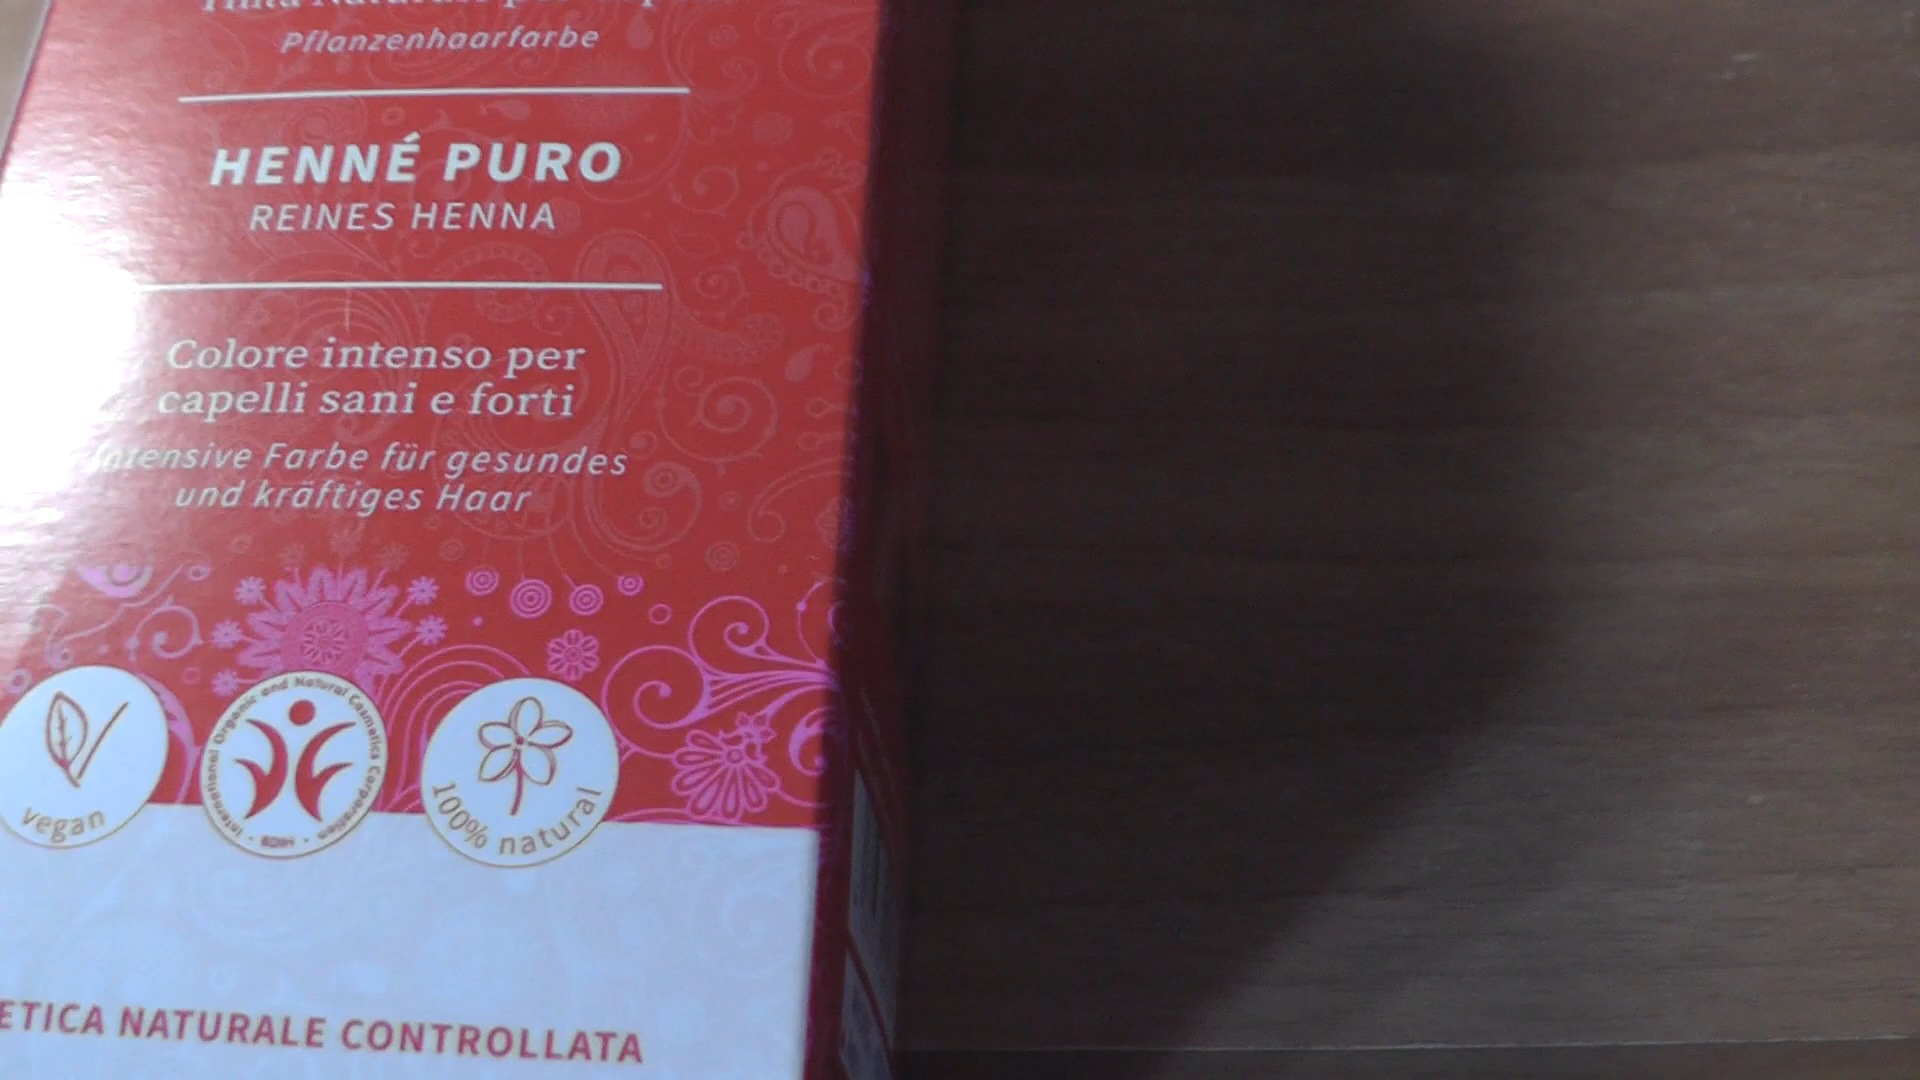 Pflanzenhaarfarbe
HENNÉ PURO
REINES HENNA
Colore intenso per
capelli sani e forti
Intensive Farbe für gesundes
und kräftiges Haar
vegan
International Organic and Natural Cosmetics Corporation
· BDIH ·
100% natural
ETICA NATURALE CONTROLLATA